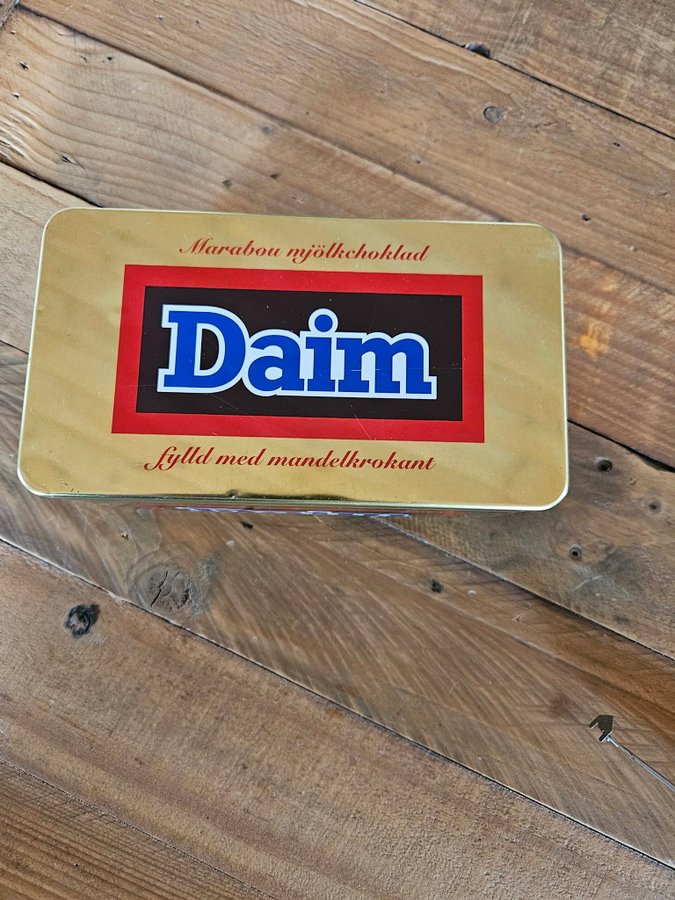 Marabou mjölkchoklad
Daim
fylld med mandelkrokant